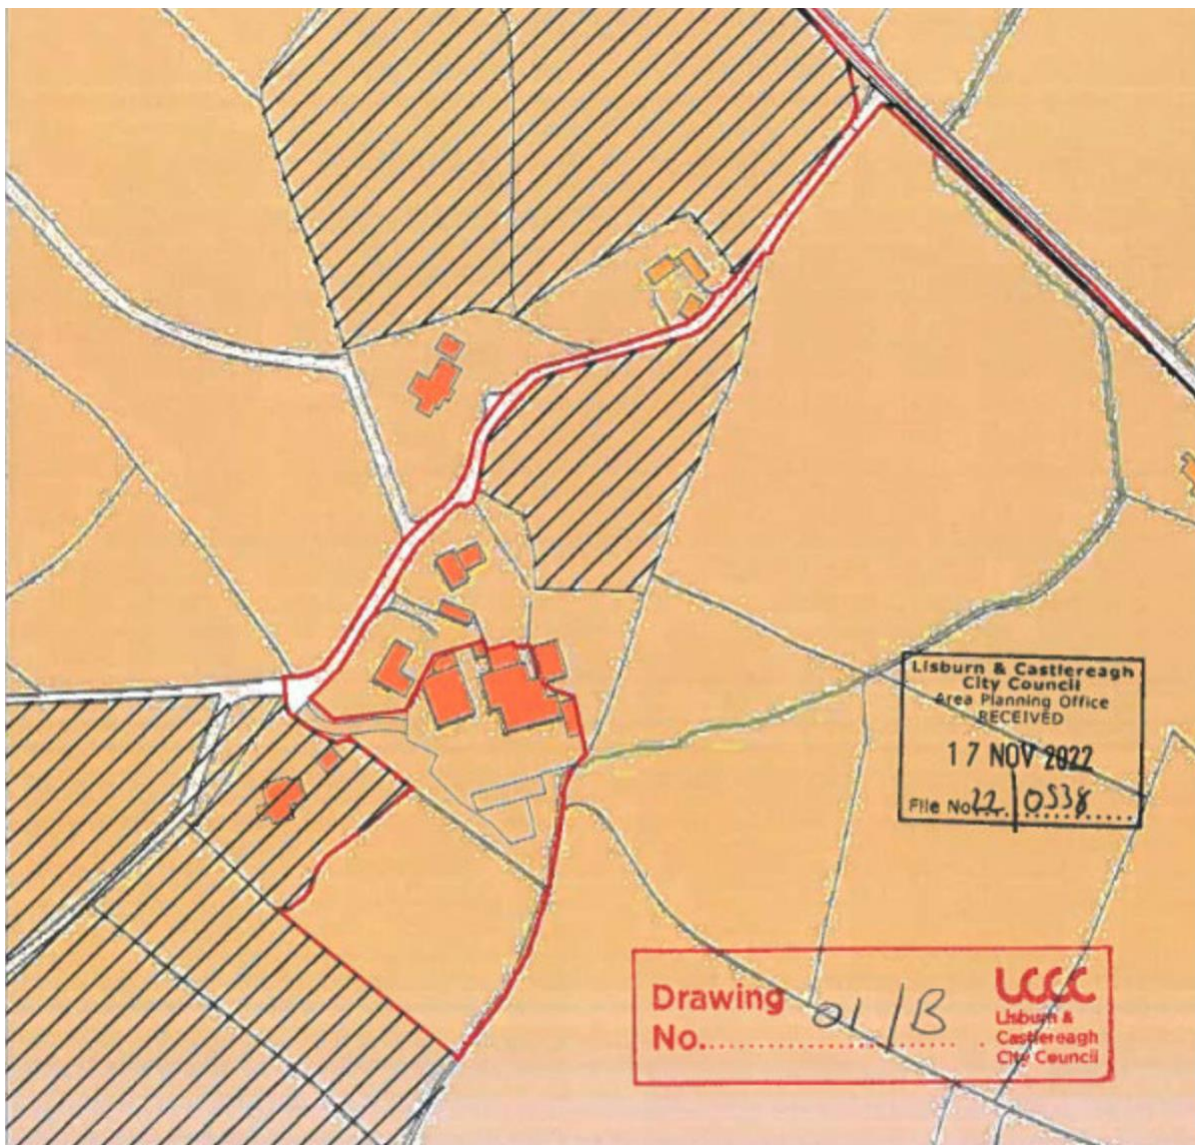 Lisburn & Castlereagh
City Council
Area Planning Office
RECEIVED
17 NOV 2022
File No. 22/0538
Drawing
No. 01/B
LCCC
Lisburn &
Castlereagh
City Council